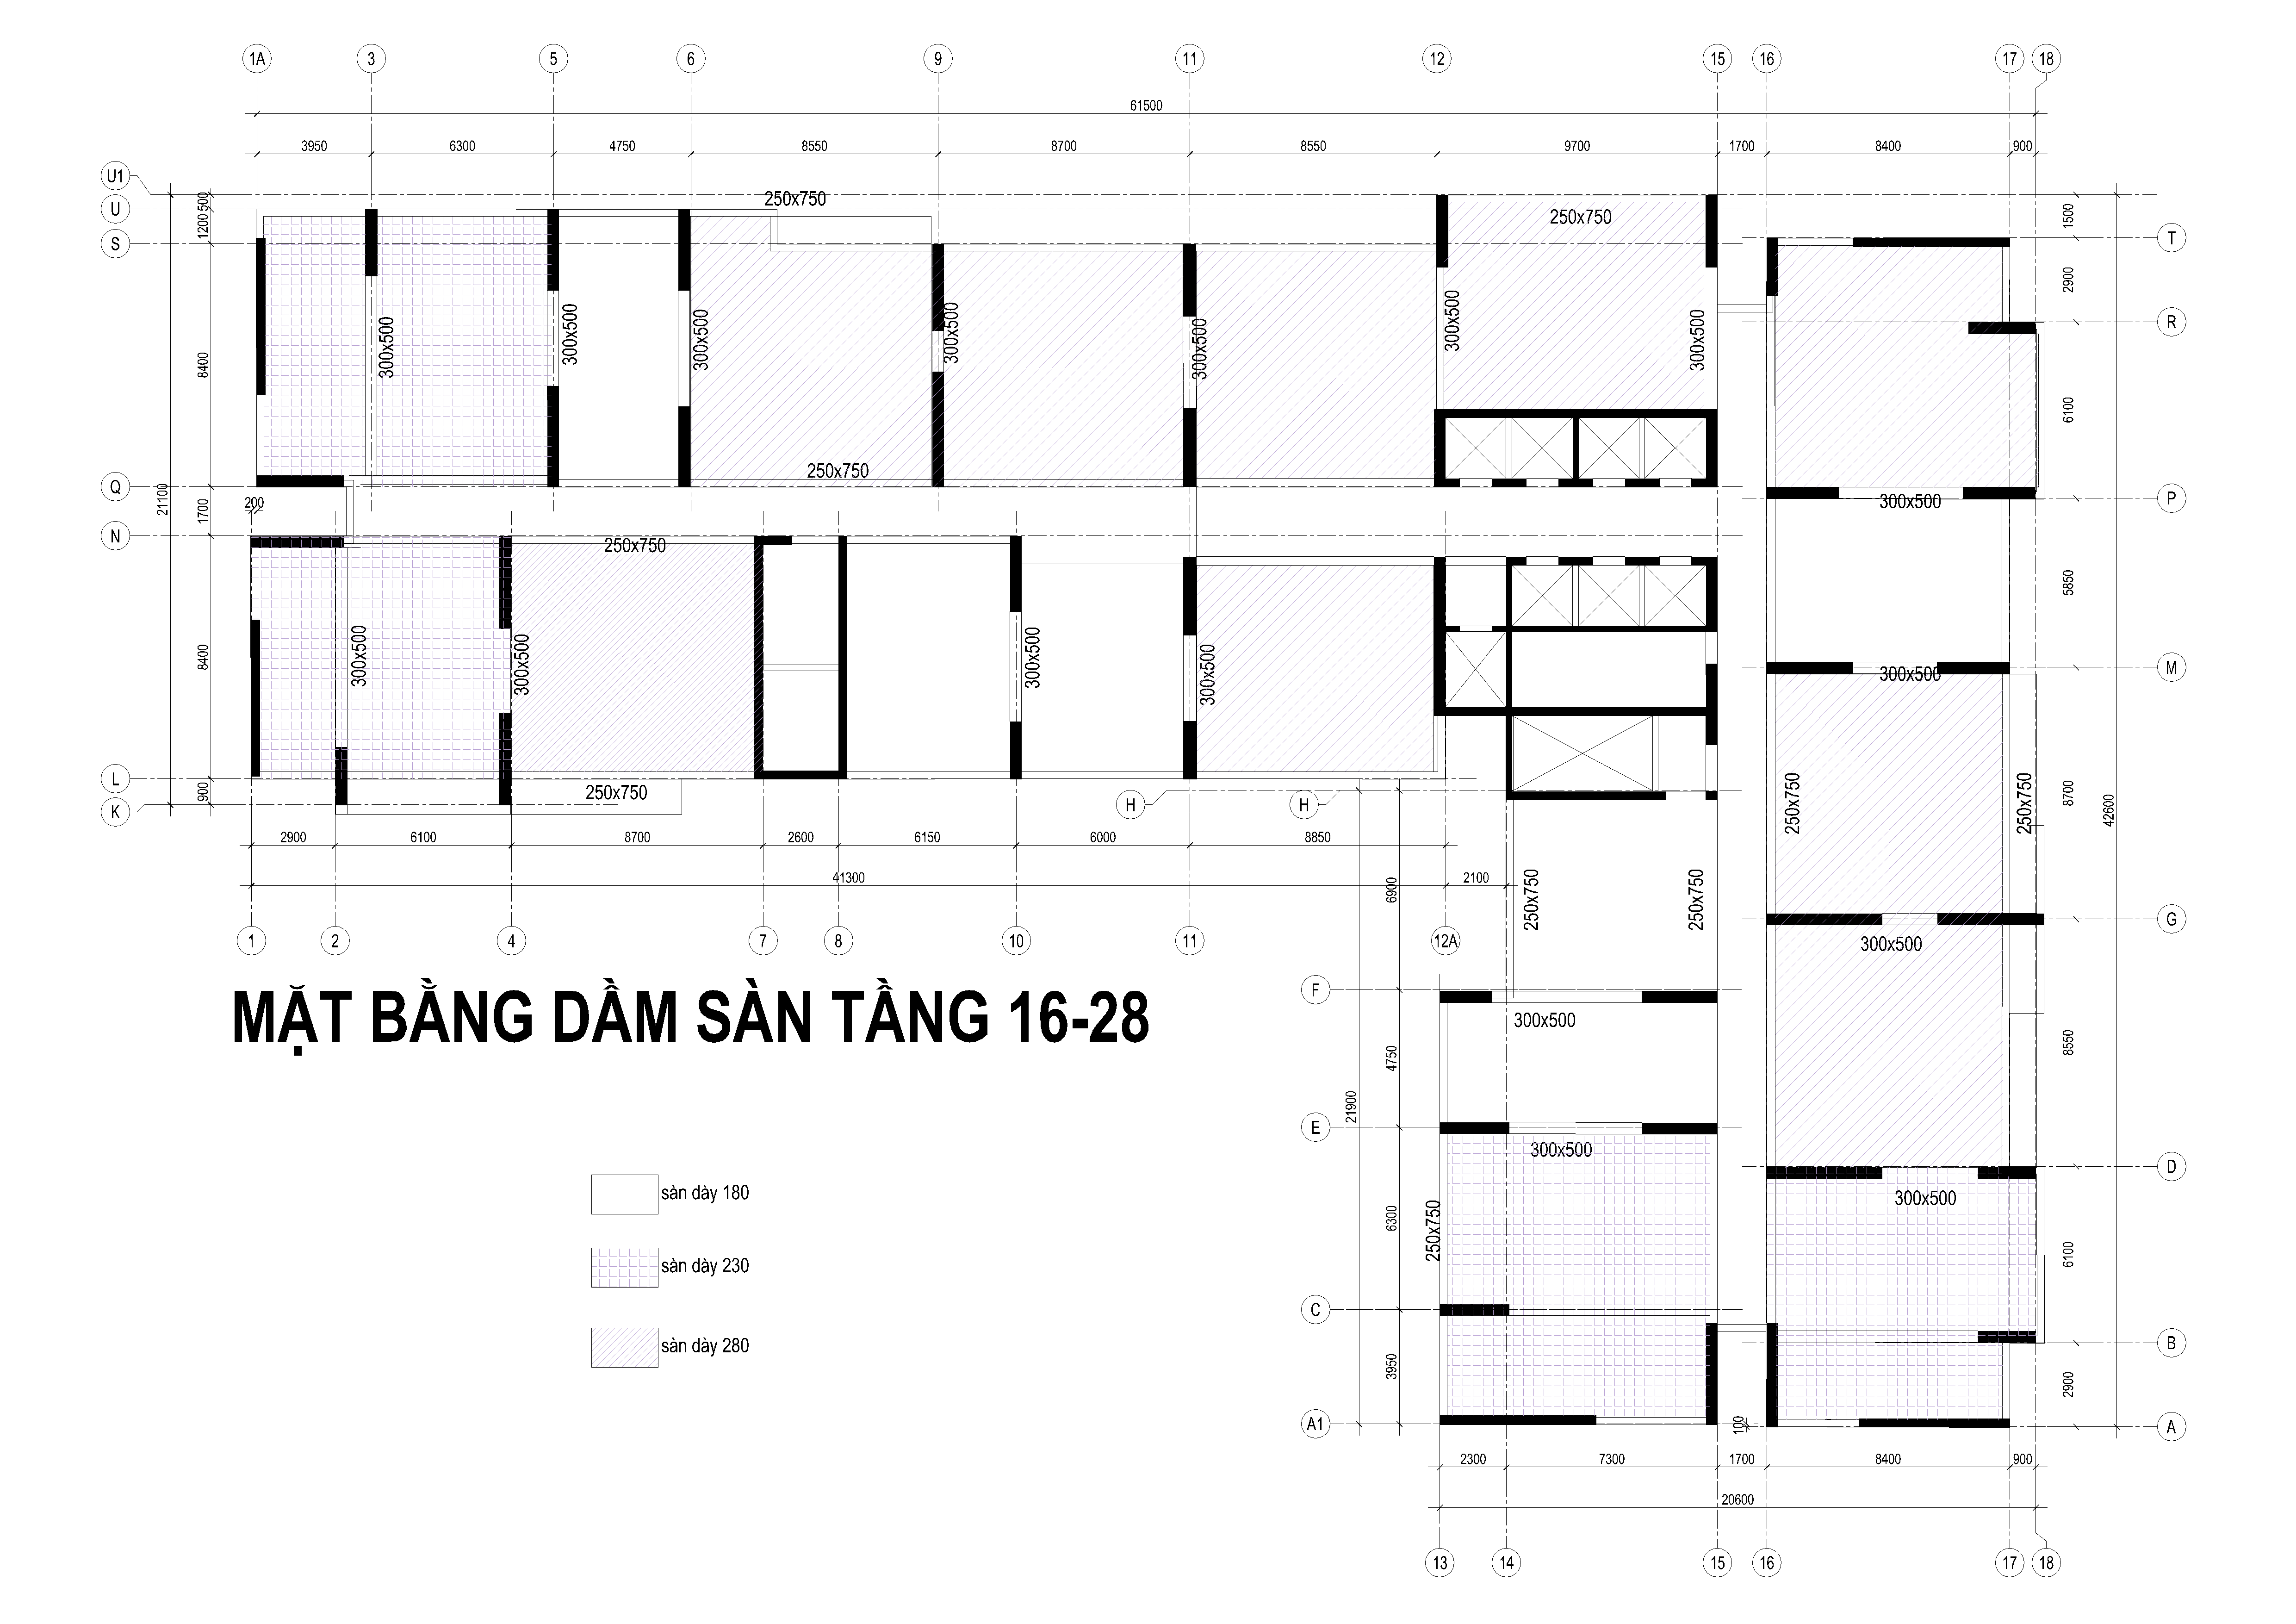 1A 3 5 6 9 11 12 15 16 17 18
61500
3950 6300 4750 8550 8700 8550 9700 1700 8400 900
U1
U
S
Q
N
L
K
500
1200
8400
1700
8400
900
21100
200
250x750
250x750
300x500
300x500
300x500
300x500
300x500
300x500
300x500
250x750
250x750
300x500
300x500
300x500
300x500
250x750
T
R
P
M
G
D
B
A
1500
2900
6100
5850
8700
8550
6100
2900
42600
300x500
300x500
250x750
250x750
300x500
300x500
H H
2900 6100 8700 2600 6150 6000 8850
41300 2100
1 2 4 7 8 10 11 12A
MẶT BẰNG DẦM SÀN TẦNG 16-28
6900
4750
6300
3950
21900
250x750
250x750
F
300x500
E
300x500
250x750
C
A1
100
sàn dày 180
sàn dày 230
sàn dày 280
2300 7300 1700 8400 900
20600
13 14 15 16 17 18